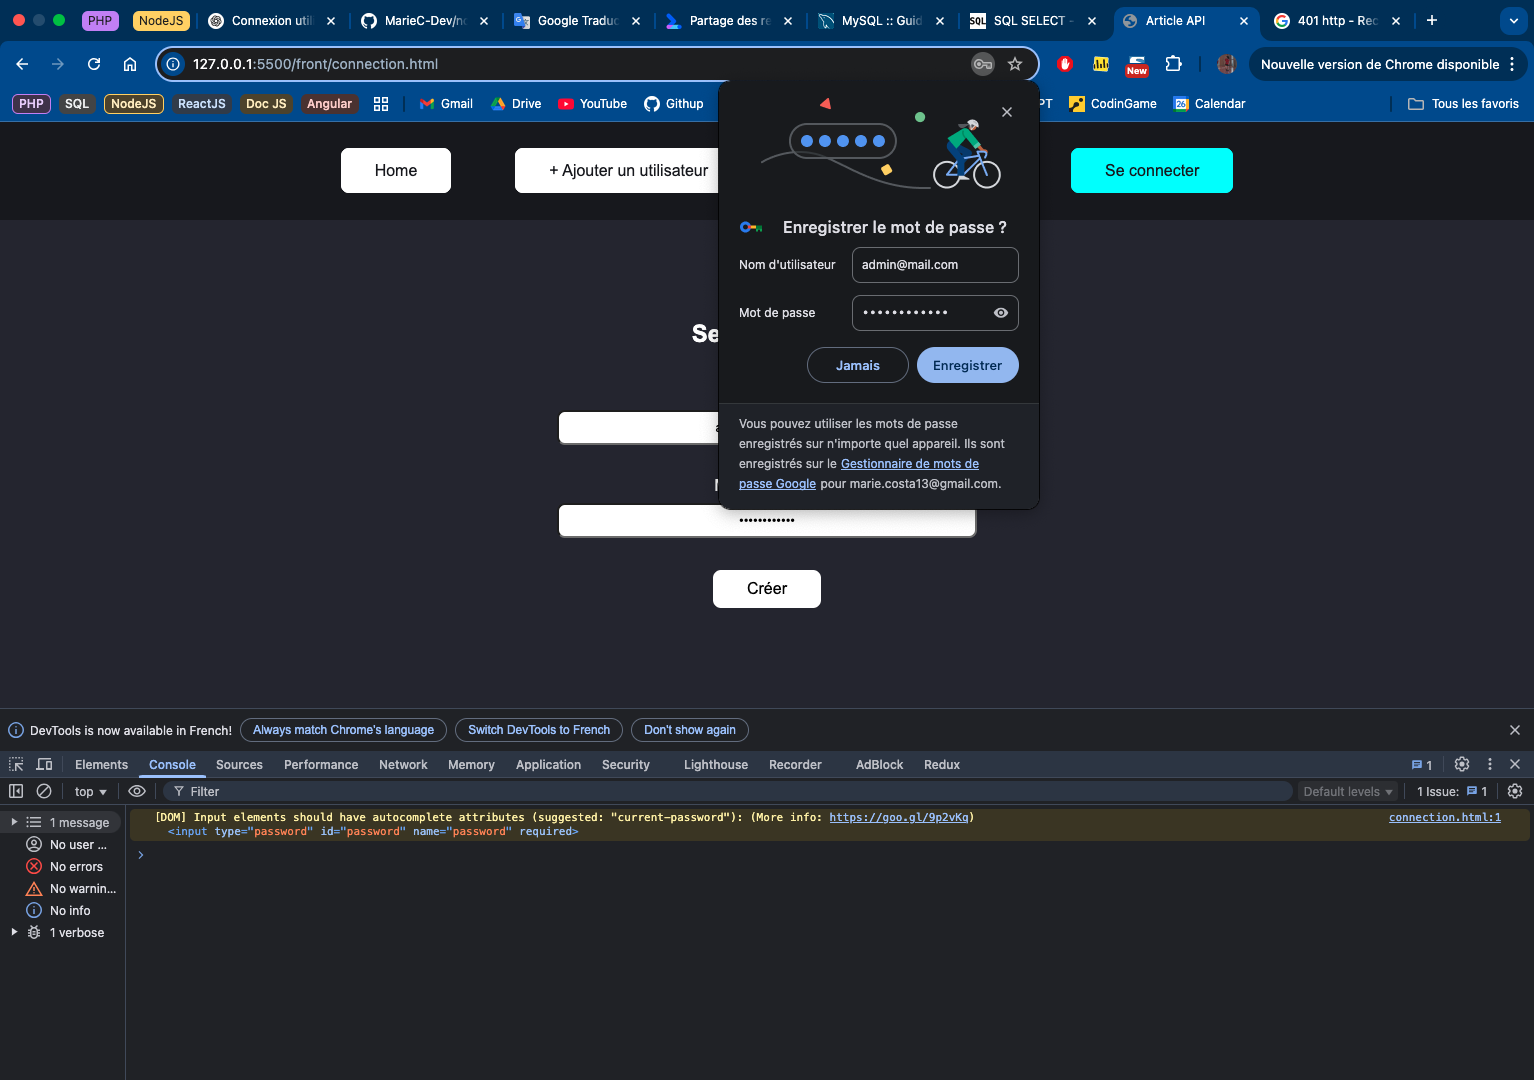 PHP
NodeJS
Connexion util
MarieC-Dev/no
Google Traduc
Partage des re
MySQL :: Guid
SQL SELECT -
Article API
401 http - Rec
127.0.0.1:5500/front/connection.html
New
Nouvelle version de Chrome disponible
PHP
SQL
NodeJS
ReactJS
Doc JS
Angular
Gmail
Drive
YouTube
Githup
PT
CodinGame
Calendar
Tous les favoris
Home
+ Ajouter un utilisateur
Se connecter
Enregistrer le mot de passe ?
Nom d'utilisateur
admin@mail.com
Mot de passe
••••••••••••
Jamais
Enregistrer
Vous pouvez utiliser les mots de passe
enregistrés sur n'importe quel appareil. Ils sont
enregistrés sur le Gestionnaire de mots de
passe Google pour marie.costa13@gmail.com.
Se
••••••••••••
Créer
DevTools is now available in French!
Always match Chrome's language
Switch DevTools to French
Don't show again
Elements
Console
Sources
Performance
Network
Memory
Application
Security
Lighthouse
Recorder
AdBlock
Redux
1
top
Filter
Default levels
1 Issue:
1
1 message
No user ...
No errors
No warnin...
No info
1 verbose
[DOM] Input elements should have autocomplete attributes (suggested: "current-password"): (More info: https://goo.gl/9p2vKq)
connection.html:1
<input type="password" id="password" name="password" required>